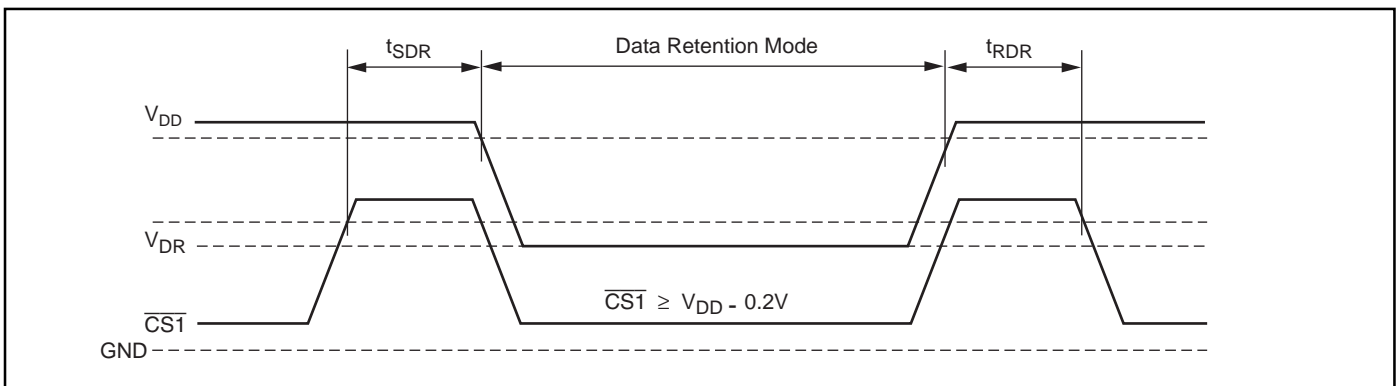 tSDR Data Retention Mode tRDR
VDD
VDR
CS1 ≥ VDD - 0.2V
CS1
GND